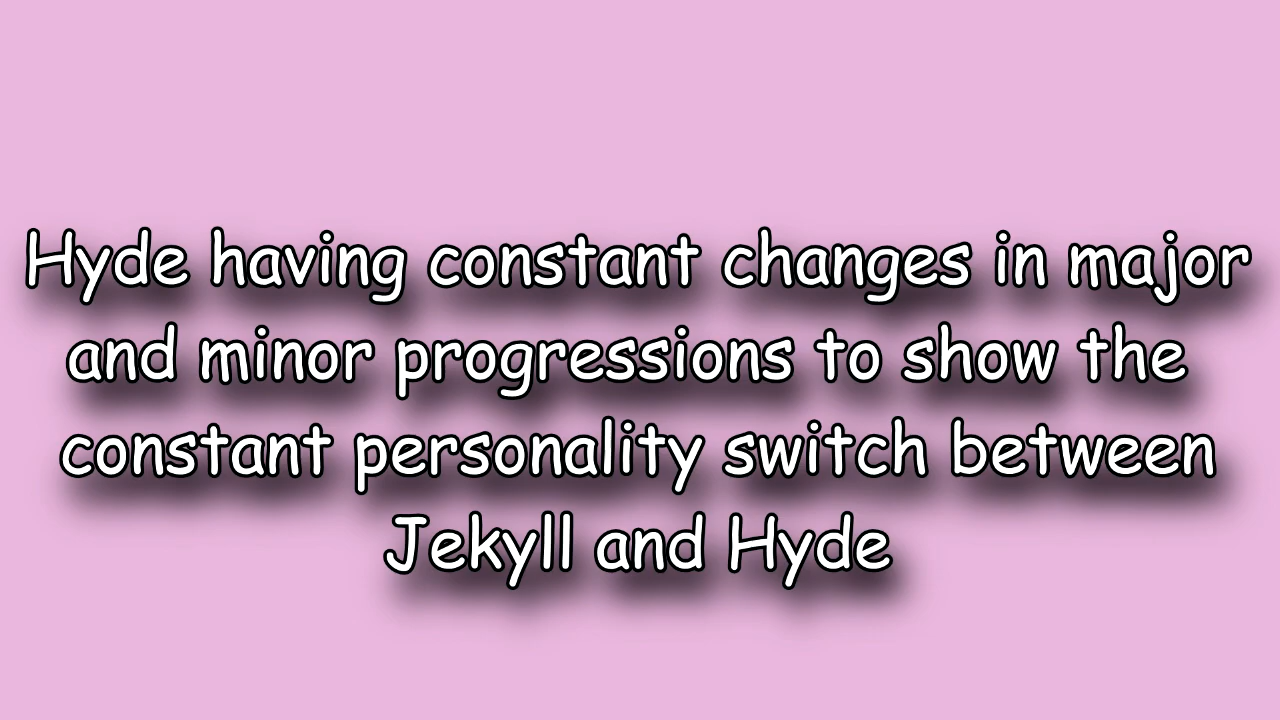 Hyde having constant changes in major
and minor progressions to show the
constant personality switch between
Jekyll and Hyde